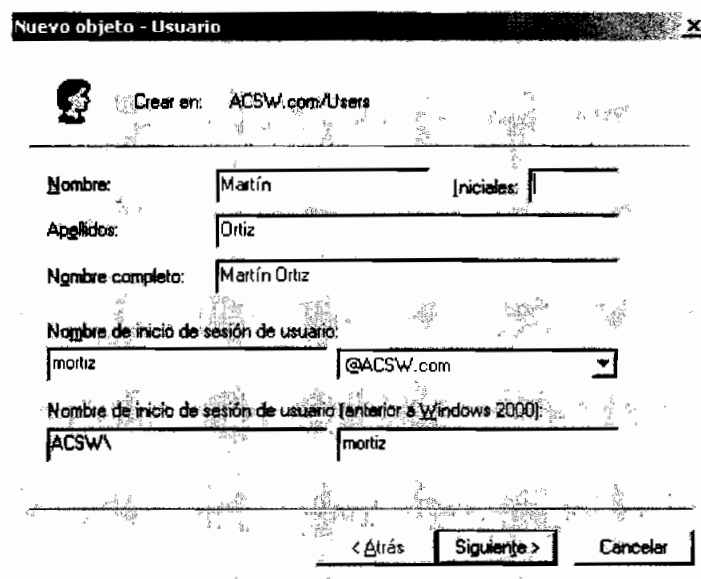 Nuevo objeto - Usuario
Crear en: ACSW.com/Users
Nombre: Martín Iniciales:
Apellidos: Ortiz
Nombre completo: Martín Ortiz
Nombre de inicio de sesión de usuario:
mortiz @ACSW.com
Nombre de inicio de sesión de usuario (anterior a Windows 2000):
ACSW\ mortiz
< Atrás Siguiente > Cancelar